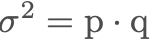 σ² = p · q